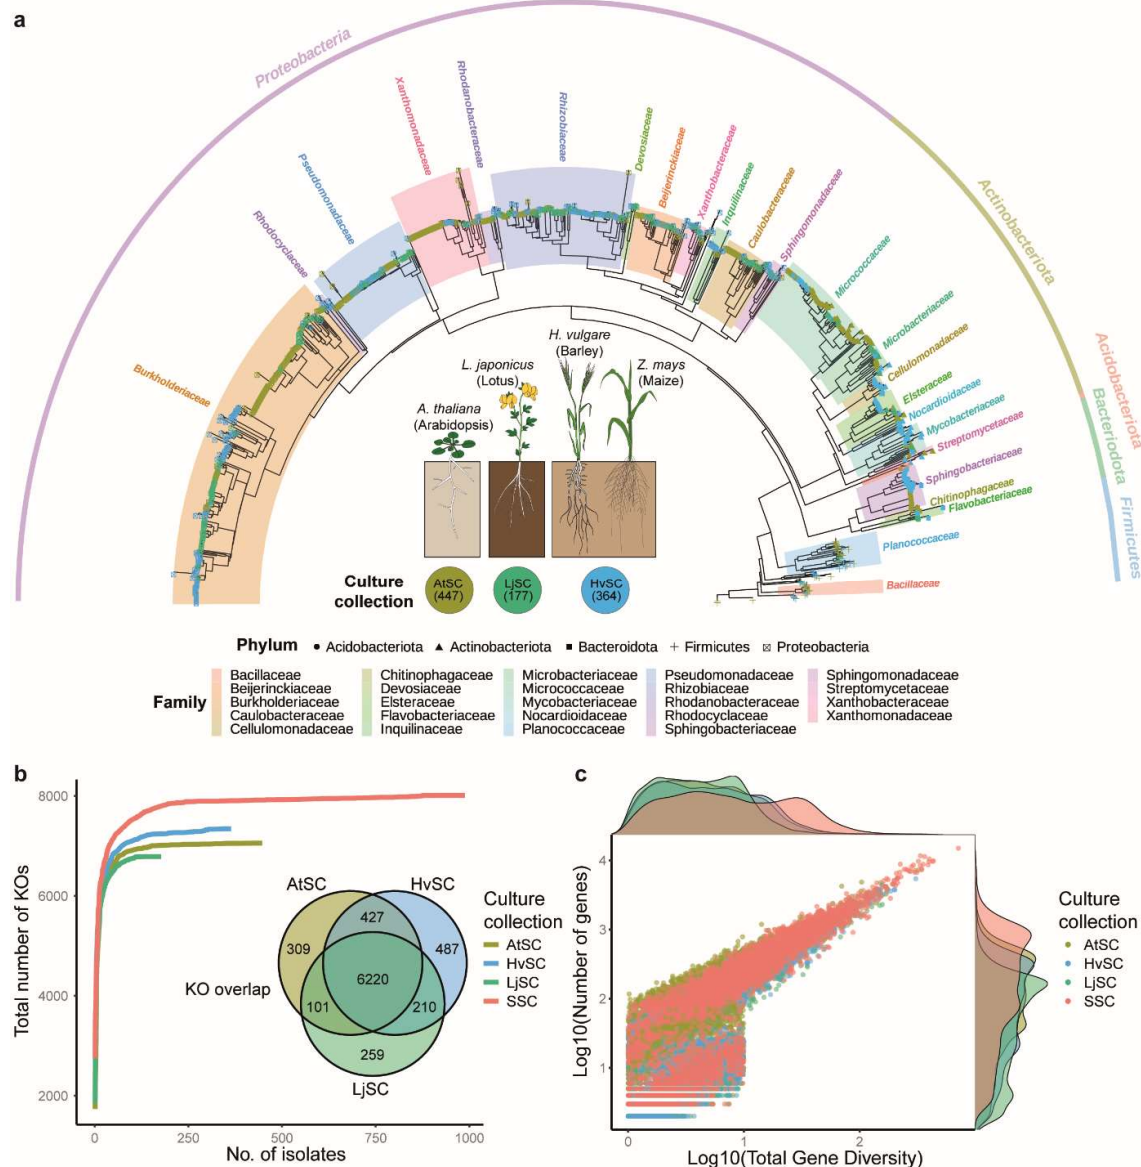 a
Proteobacteria
Actinobacteriota
Acidobacteriota
Bacteriodota
Firmicutes
Burkholderiaceae
Rhodocyclaceae
Pseudomonadaceae
Xanthomonadaceae
Rhodanobacteraceae
Rhizobiaceae
Devosiaceae
Beijerinckiaceae
Xanthobacteraceae
Inquilinaceae
Caulobacteraceae
Sphingomonadaceae
Micrococcaceae
Microbacteriaceae
Cellulomonadaceae
Elsteraceae
Nocardioidaceae
Mycobacteriaceae
Streptomycetaceae
Sphingobacteriaceae
Chitinophagaceae
Flavobacteriaceae
Planococcaceae
Bacillaceae
A. thaliana
(Arabidopsis)
L. japonicus
(Lotus)
H. vulgare
(Barley)
Z. mays
(Maize)
Culture
collection
AtSC
(447)
LjSC
(177)
HvSC
(364)
Phylum Acidobacteriota Actinobacteriota Bacteroidota Firmicutes Proteobacteria
Family
Bacillaceae
Beijerinckiaceae
Burkholderiaceae
Caulobacteraceae
Cellulomonadaceae
Chitinophagaceae
Devosiaceae
Elsteraceae
Flavobacteriaceae
Inquilinaceae
Microbacteriaceae
Micrococcaceae
Mycobacteriaceae
Nocardioidaceae
Planococcaceae
Pseudomonadaceae
Rhizobiaceae
Rhodanobacteraceae
Rhodocyclaceae
Sphingobacteriaceae
Sphingomonadaceae
Streptomycetaceae
Xanthobacteraceae
Xanthomonadaceae
b
Total number of KOs
8000
6000
4000
2000
0 250 500 750 1000
No. of isolates
KO overlap
AtSC
HvSC
LjSC
309
427
487
6220
101
210
259
Culture
collection
AtSC
HvSC
LjSC
SSC
c
Log10(Number of genes)
4
3
2
1
0 1 2
Log10(Total Gene Diversity)
Culture
collection
AtSC
HvSC
LjSC
SSC